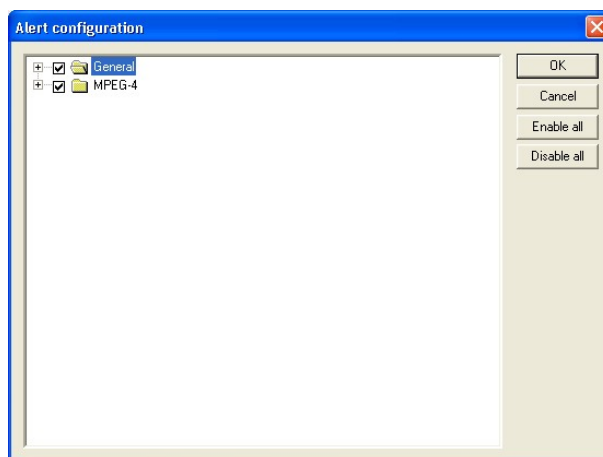 Alert configuration
General
MPEG-4
OK
Cancel
Enable all
Disable all